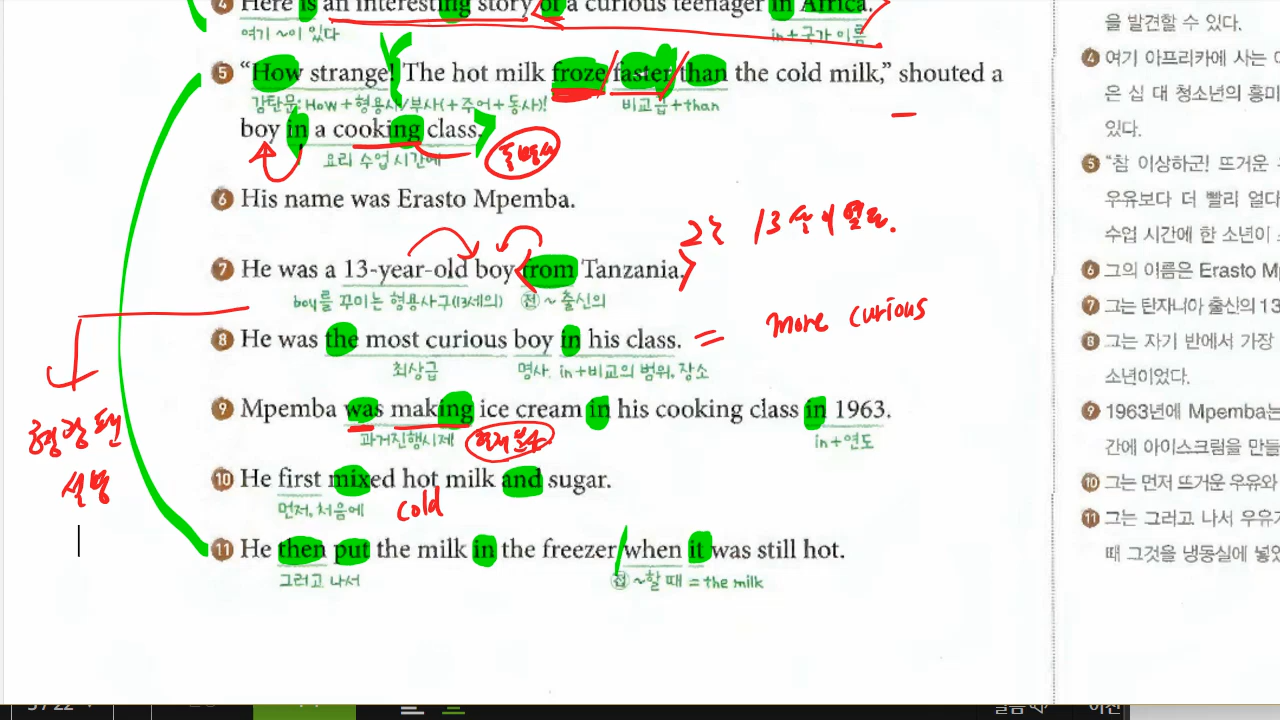 ④ Here is an interesting story of a curious teenager in Africa.
여기 ~이 있다 in + 국가 이름
⑤ “How strange! The hot milk froze faster than the cold milk,” shouted a
감탄문: How + 형용사/부사(+주어+동사)! 비교급 + than
boy in a cooking class.
요리 수업 시간에
⑥ His name was Erasto Mpemba.
⑦ He was a 13-year-old boy from Tanzania.
boy를 꾸미는 형용사구(13세의) 전 ~ 출신의
more curious
⑧ He was the most curious boy in his class.
최상급 명사. in + 비교의 범위, 장소
⑨ Mpemba was making ice cream in his cooking class in 1963.
과거진행시제 in + 연도
⑩ He first mixed hot milk and sugar.
먼저, 처음에 cold
⑪ He then put the milk in the freezer when it was still hot.
그러고 나서 접 ~할 때 = the milk
을 발견할 수 있다.
④ 여기 아프리카에 사는
온 십 대 청소년의 흥미
있다.
⑤ “참 이상하군! 뜨거운
우유보다 더 빨리 얼다
수업 시간에 한 소년이
⑥ 그의 이름은 Erasto M
⑦ 그는 탄자니아 출신의 1
⑧ 그는 자기 반에서 가장
소년이었다.
⑨ 1963년에 Mpemba는
간에 아이스크림을 만들
⑩ 그는 먼저 뜨거운 우유와
⑪ 그는 그러고 나서 우유
때 그것을 냉동실에 넣었